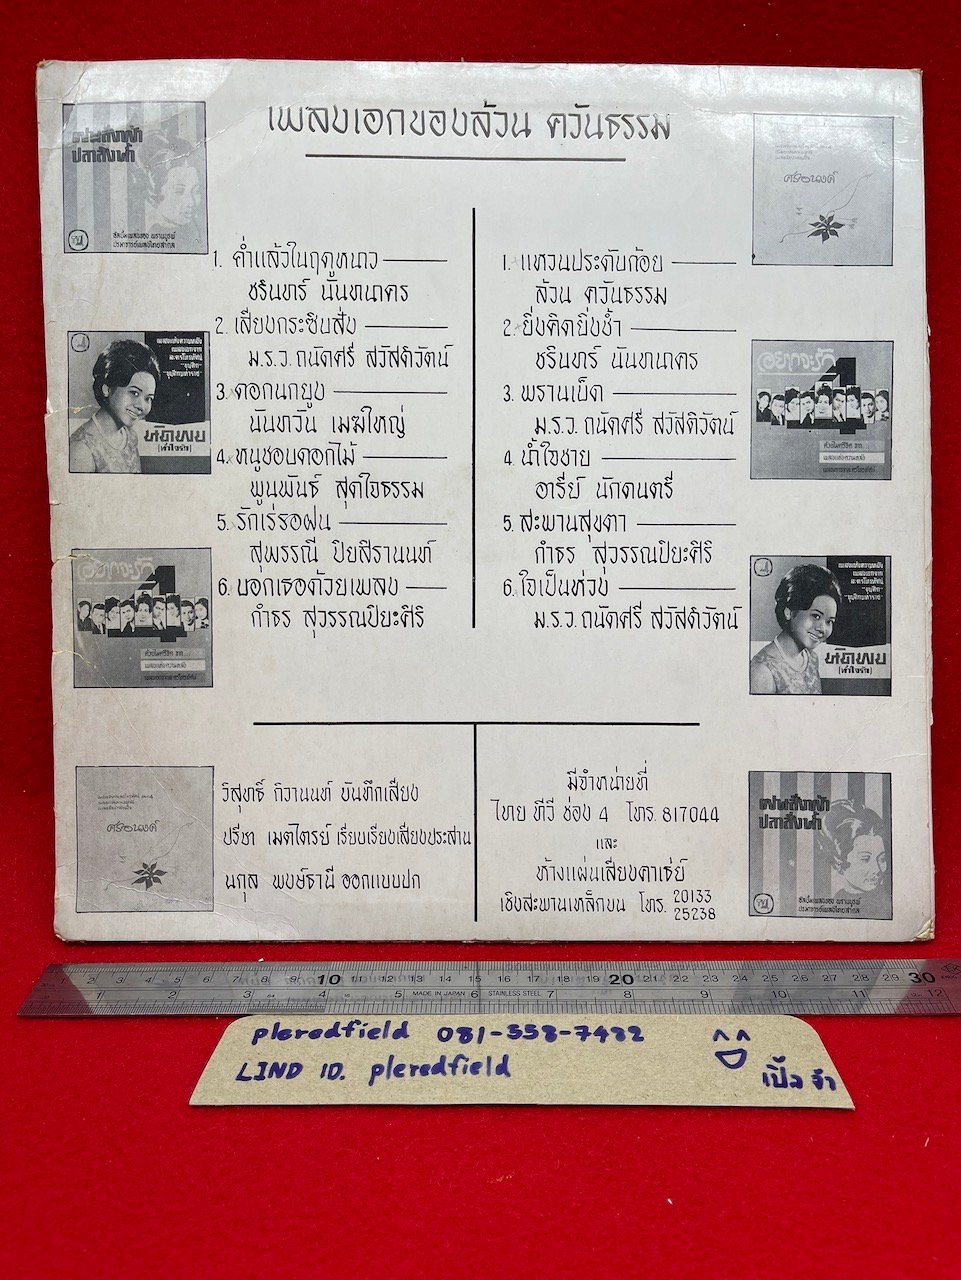 เพลงเอกของล้วน ควันธรรม
1. ค่ำแล้วในฤดูหนาว
ชรินทร์ นันทนาคร
2. เสียงกระซิบสั่ง
ม.ร.ว. ถนัดศรี สวัสดิวัตน์
3. ดอกนกยูง
นันทวัน เมฆใหญ่
4. หนูชอบดอกไม้
พูนพันธ์ สุดใจธรรม
5. รักเร่รอฝน
สุพรรณี ปิยสิรานนท์
6. บอกเธอด้วยเพลง
กำธร สุวรรณปิยะศิริ
1. แหวนประดับก้อย
ล้วน ควันธรรม
2. ยิ่งคิดยิ่งช้ำ
ชรินทร์ นันทนาคร
3. พรานเบ็ด
ม.ร.ว. ถนัดศรี สวัสดิวัตน์
4. น้ำใจชาย
อารีย์ นักดนตรี
5. สะพานสุขตา
กำธร สุวรรณปิยะศิริ
6. ใจเป็นห่วง
ม.ร.ว. ถนัดศรี สวัสดิวัตน์
วิสุทธิ์ กิวานนท์ บันทึกเสียง
ปรีชา เมตไตรย์ เรียบเรียงเสียงประสาน
นกุล พงษ์ธานี ออกแบบปก
มีจำหน่ายที่
ไทย ทีวี ช่อง 4 โทร. 817044
และ
ห้างแผ่นเสียงคาเธ่ย์
เชิงสะพานเหล็กบน โทร. 20133
25238
อยากจะรัก
4
MADE IN JAPAN STAINLESS STEEL
pleredfield 081-558-7482
LIND ID. pleredfield
เปิ้ล จ๋า